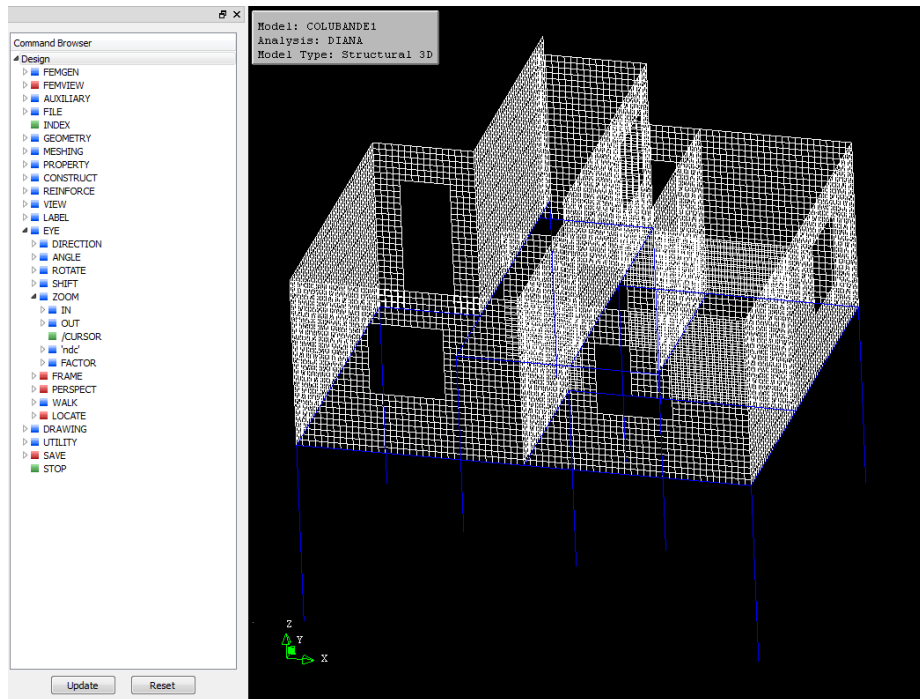 Command Browser
Design
FEMGEN
FEMVIEW
AUXILIARY
FILE
INDEX
GEOMETRY
MESHING
PROPERTY
CONSTRUCT
REINFORCE
VIEW
LABEL
EYE
DIRECTION
ANGLE
ROTATE
SHIFT
ZOOM
IN
OUT
/CURSOR
'ndc'
FACTOR
FRAME
PERSPECT
WALK
LOCATE
DRAWING
UTILITY
SAVE
STOP
Update Reset
Model: COLUBANDE1
Analysis: DIANA
Model Type: Structural 3D
Z
Y
X